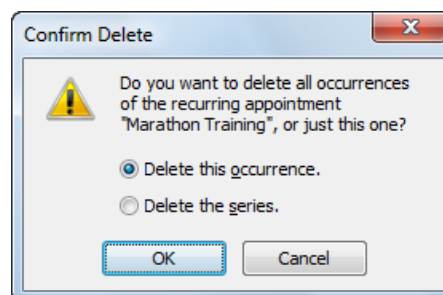 Confirm Delete
Do you want to delete all occurrences
of the recurring appointment
"Marathon Training", or just this one?
Delete this occurrence.
Delete the series.
OK Cancel